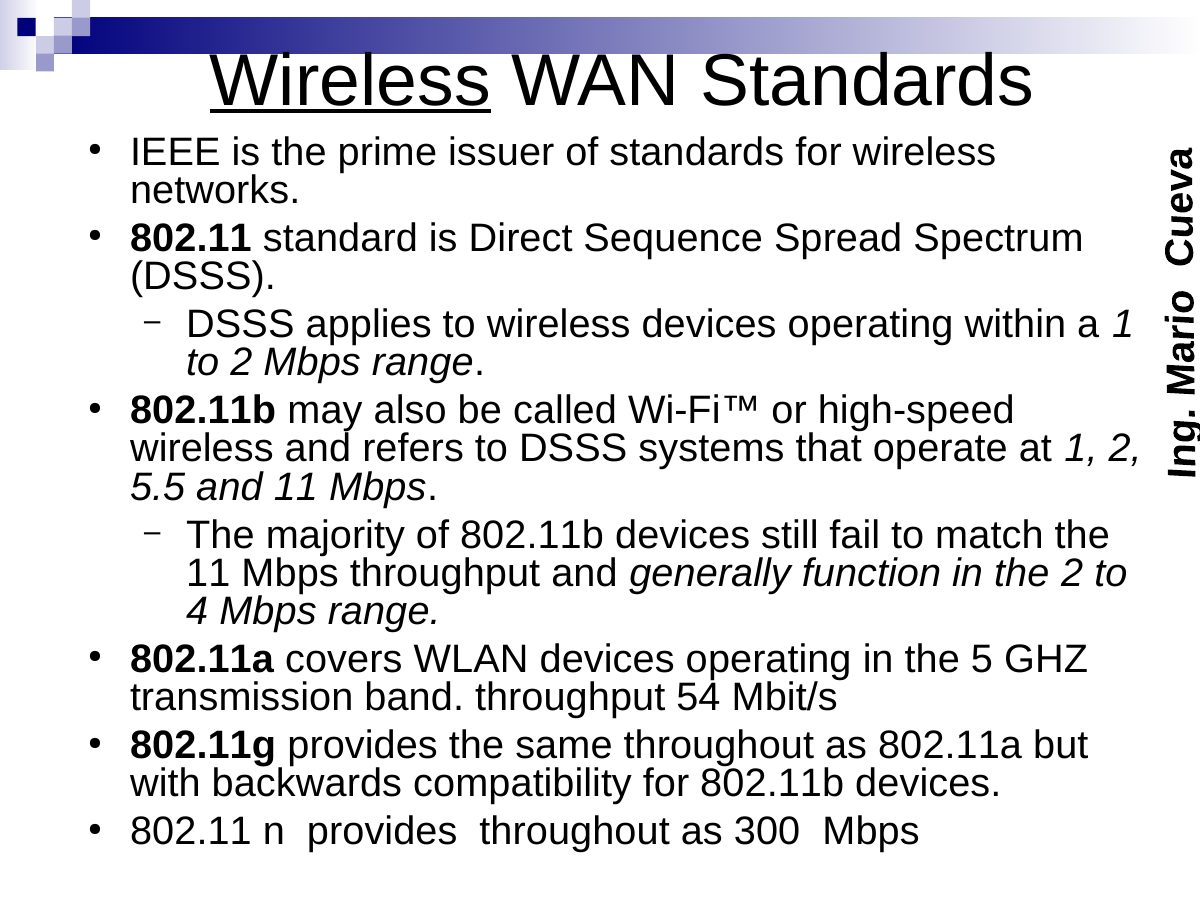 Wireless WAN Standards
• IEEE is the prime issuer of standards for wireless
networks.
• 802.11 standard is Direct Sequence Spread Spectrum
(DSSS).
– DSSS applies to wireless devices operating within a 1
to 2 Mbps range.
• 802.11b may also be called Wi-Fi™ or high-speed
wireless and refers to DSSS systems that operate at 1, 2,
5.5 and 11 Mbps.
– The majority of 802.11b devices still fail to match the
11 Mbps throughput and generally function in the 2 to
4 Mbps range.
• 802.11a covers WLAN devices operating in the 5 GHZ
transmission band. throughput 54 Mbit/s
• 802.11g provides the same throughout as 802.11a but
with backwards compatibility for 802.11b devices.
• 802.11 n  provides  throughout as 300  Mbps
Ing. Mario  Cueva